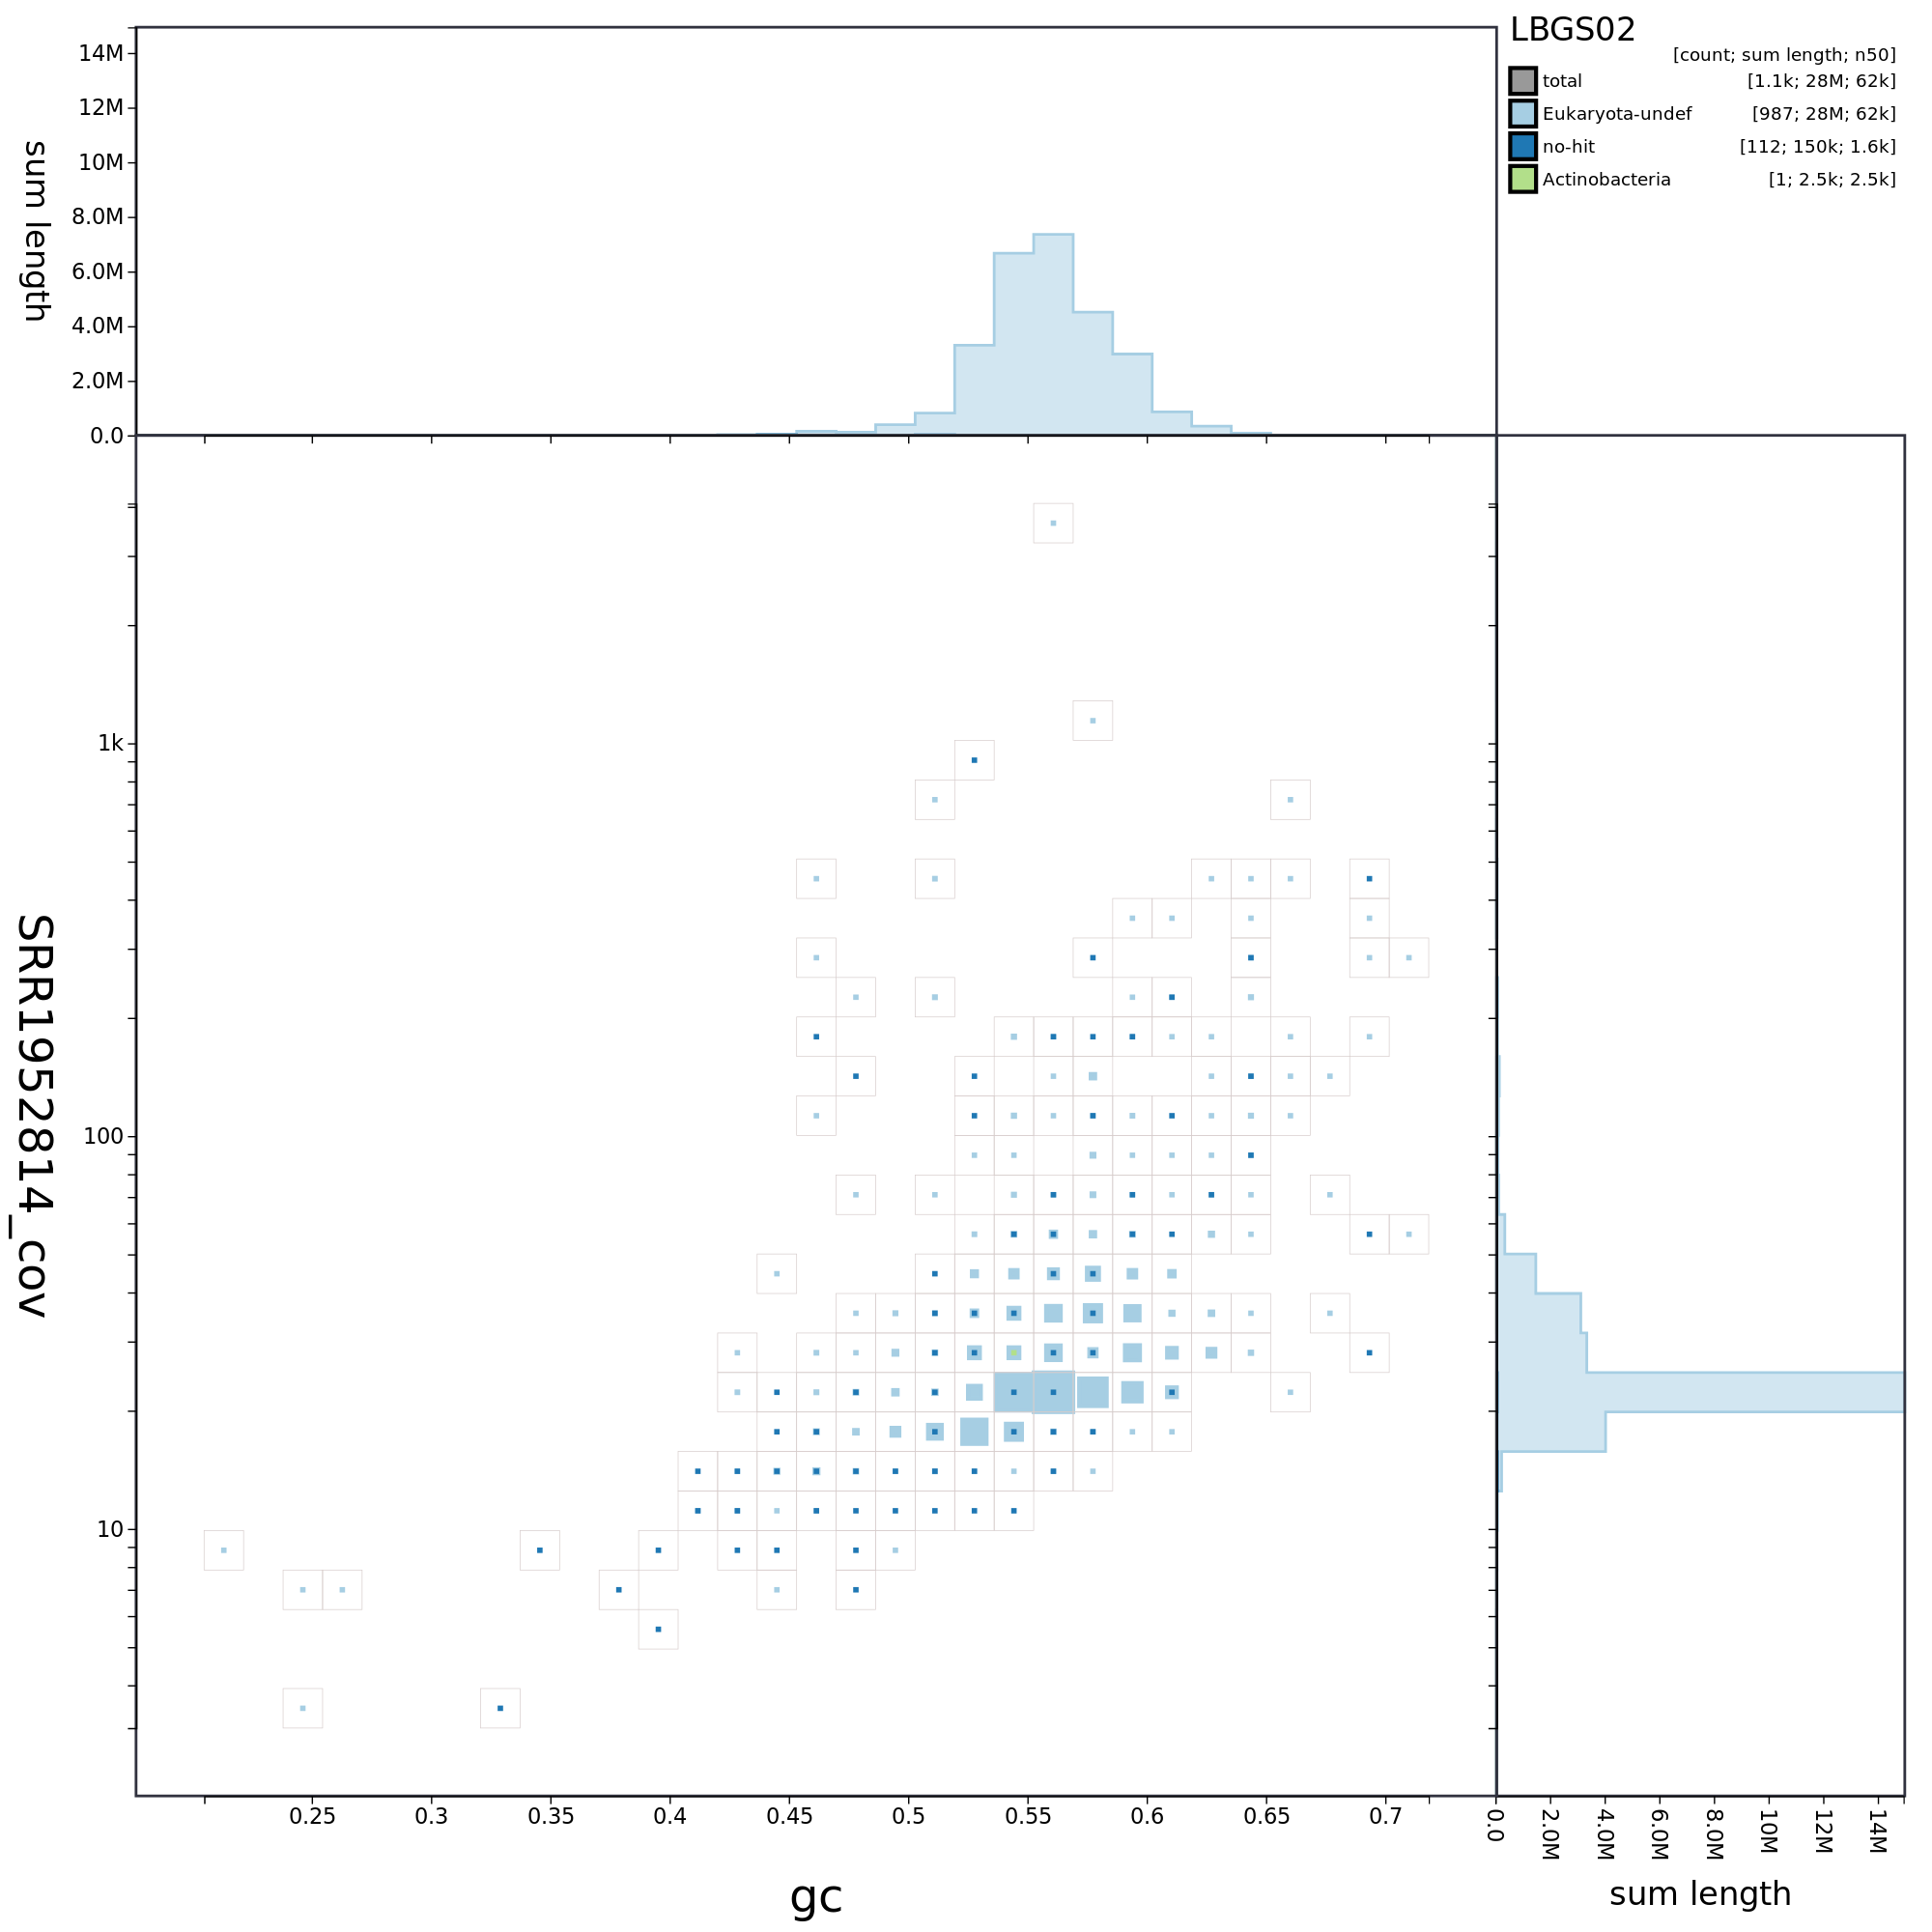 LBGS02
[count; sum length; n50]
total [1.1k; 28M; 62k]
Eukaryota-undef [987; 28M; 62k]
no-hit [112; 150k; 1.6k]
Actinobacteria [1; 2.5k; 2.5k]
sum length
14M
12M
10M
8.0M
6.0M
4.0M
2.0M
0.0
SRR1952814_cov
1k
100
10
0.25 0.3 0.35 0.4 0.45 0.5 0.55 0.6 0.65 0.7
gc
0.0 2.0M 4.0M 6.0M 8.0M 10M 12M 14M
sum length